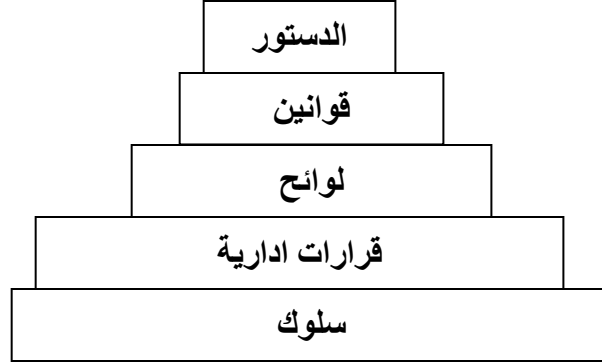 الدستور
قوانين
لوائح
قرارات ادارية
سلوك